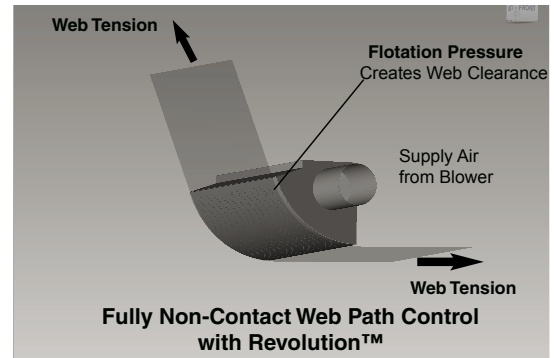 FRONT
Web Tension
Flotation Pressure
Creates Web Clearance
Supply Air
from Blower
Web Tension
Fully Non-Contact Web Path Control
with Revolution™